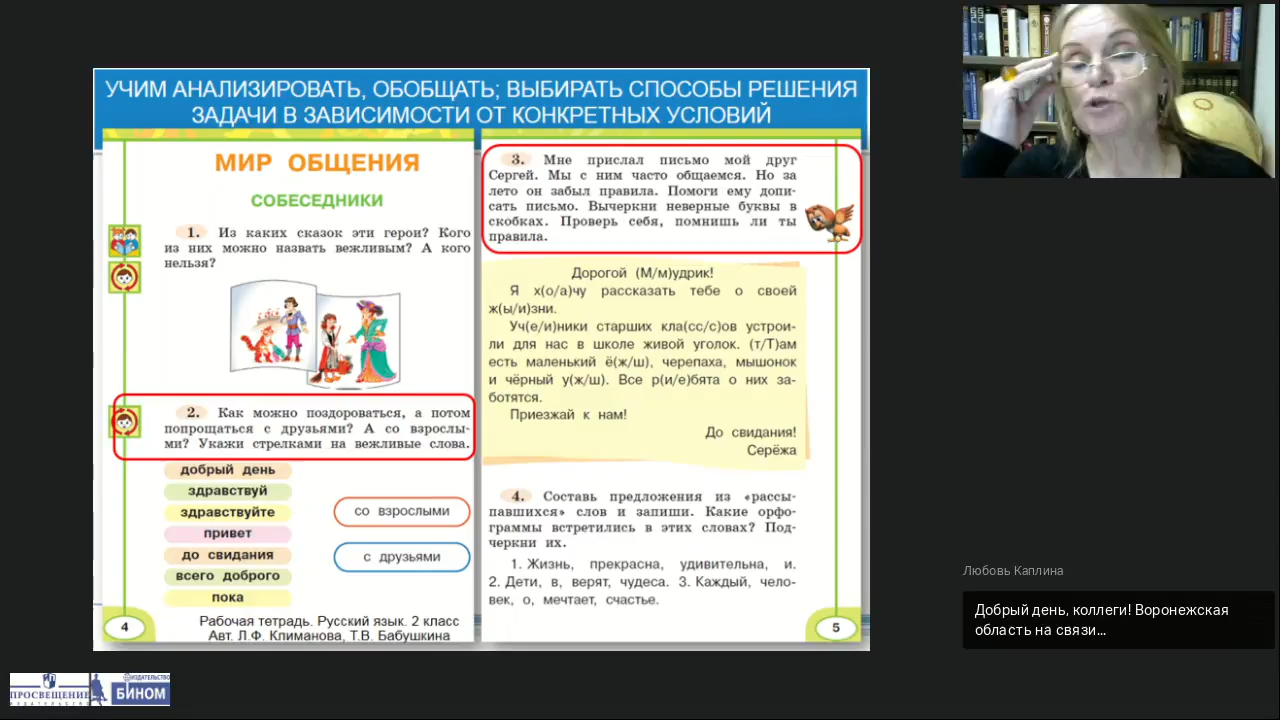 УЧИМ АНАЛИЗИРОВАТЬ, ОБОБЩАТЬ; ВЫБИРАТЬ СПОСОБЫ РЕШЕНИЯ
ЗАДАЧИ В ЗАВИСИМОСТИ ОТ КОНКРЕТНЫХ УСЛОВИЙ
МИР ОБЩЕНИЯ
СОБЕСЕДНИКИ
1. Из каких сказок эти герои? Кого
из них можно назвать вежливым? А кого
нельзя?
2. Как можно поздороваться, а потом
попрощаться с друзьями? А со взрослы-
ми? Укажи стрелками на вежливые слова.
добрый день
здравствуй
здравствуйте
привет
до свидания
всего доброго
пока
со взрослыми
с друзьями
4
Рабочая тетрадь. Русский язык. 2 класс
Авт. Л.Ф. Климанова, Т.В. Бабушкина
3. Мне прислал письмо мой друг
Сергей. Мы с ним часто общаемся. Но за
лето он забыл правила. Помоги ему допи-
сать письмо. Вычеркни неверные буквы в
скобках. Проверь себя, помнишь ли ты
правила.
Дорогой (М/м)удрик!
Я х(о/а)чу рассказать тебе о своей
ж(ы/и)зни.
Уч(е/и)ники старших кла(сс/с)ов устрои-
ли для нас в школе живой уголок. (т/Т)ам
есть маленький ё(ж/ш), черепаха, мышонок
и чёрный у(ж/ш). Все р(и/е)бята о них за-
ботятся.
Приезжай к нам!
До свидания!
Серёжа
4. Составь предложения из «рассы-
павшихся» слов и запиши. Какие орфо-
граммы встретились в этих словах? Под-
черкни их.
1. Жизнь, прекрасна, удивительна, и.
2. Дети, в, верят, чудеса. 3. Каждый, чело-
век, о, мечтает, счастье.
5
Любовь Каплина
Добрый день, коллеги! Воронежская
область на связи...
ПРОСВЕЩЕНИЕ
ИЗДАТЕЛЬСТВО
ИЗДАТЕЛЬСТВО
БИНОМ